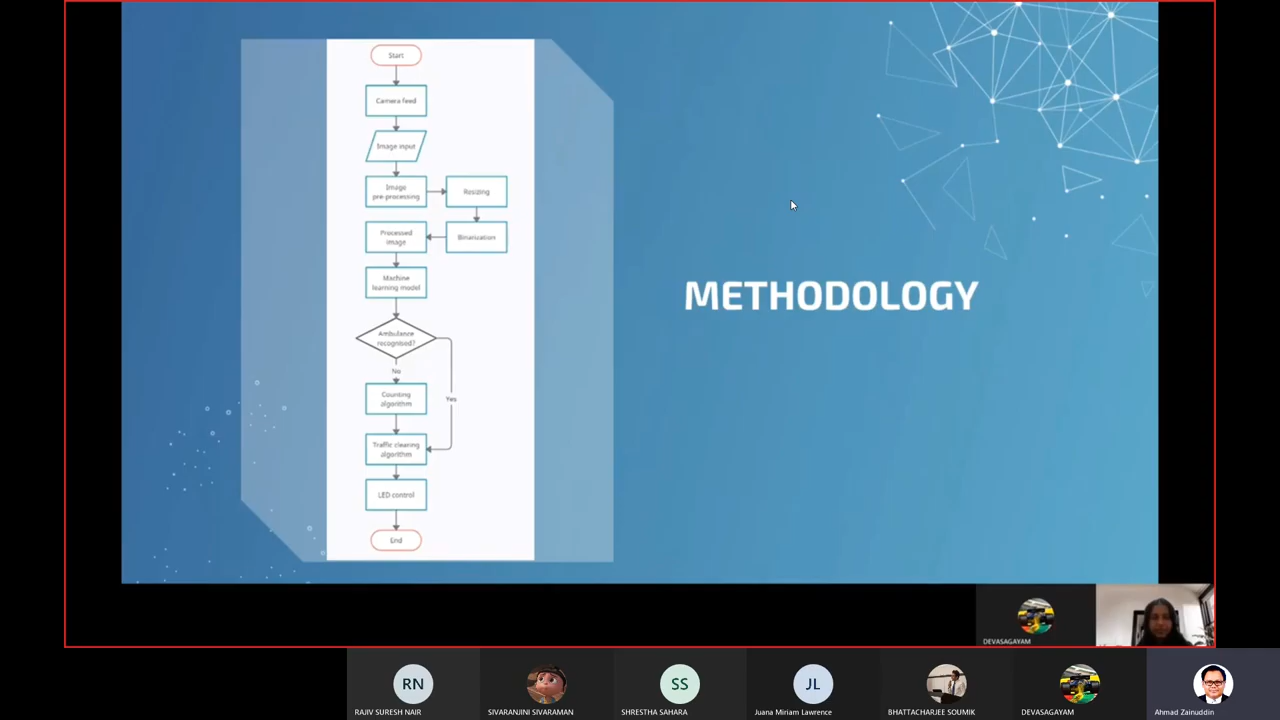 Start
Camera feed
Image input
Image
pre-processing
Resizing
Processed
image
Binarization
Machine
learning model
Ambulance
recognised?
No
Counting
algorithm
Yes
Traffic clearing
algorithm
LED control
End
METHODOLOGY
DEVASAGAYAM
RN
RAJIV SURESH NAIR
SIVARANJINI SIVARAMAN
SS
SHRESTHA SAHARA
JL
Juana Miriam Lawrence
BHATTACHARJEE SOUMIK
DEVASAGAYAM
Ahmad Zainuddin